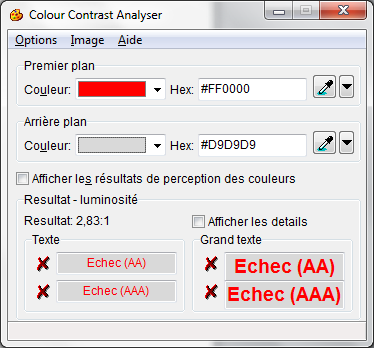 Colour Contrast Analyser
Options Image Aide
Premier plan
Couleur: Hex: #FF0000
Arrière plan
Couleur: Hex: #D9D9D9
Afficher les résultats de perception des couleurs
Resultat - luminosité
Resultat: 2,83:1 Afficher les details
Texte Grand texte
Echec (AA) Echec (AA)
Echec (AAA) Echec (AAA)